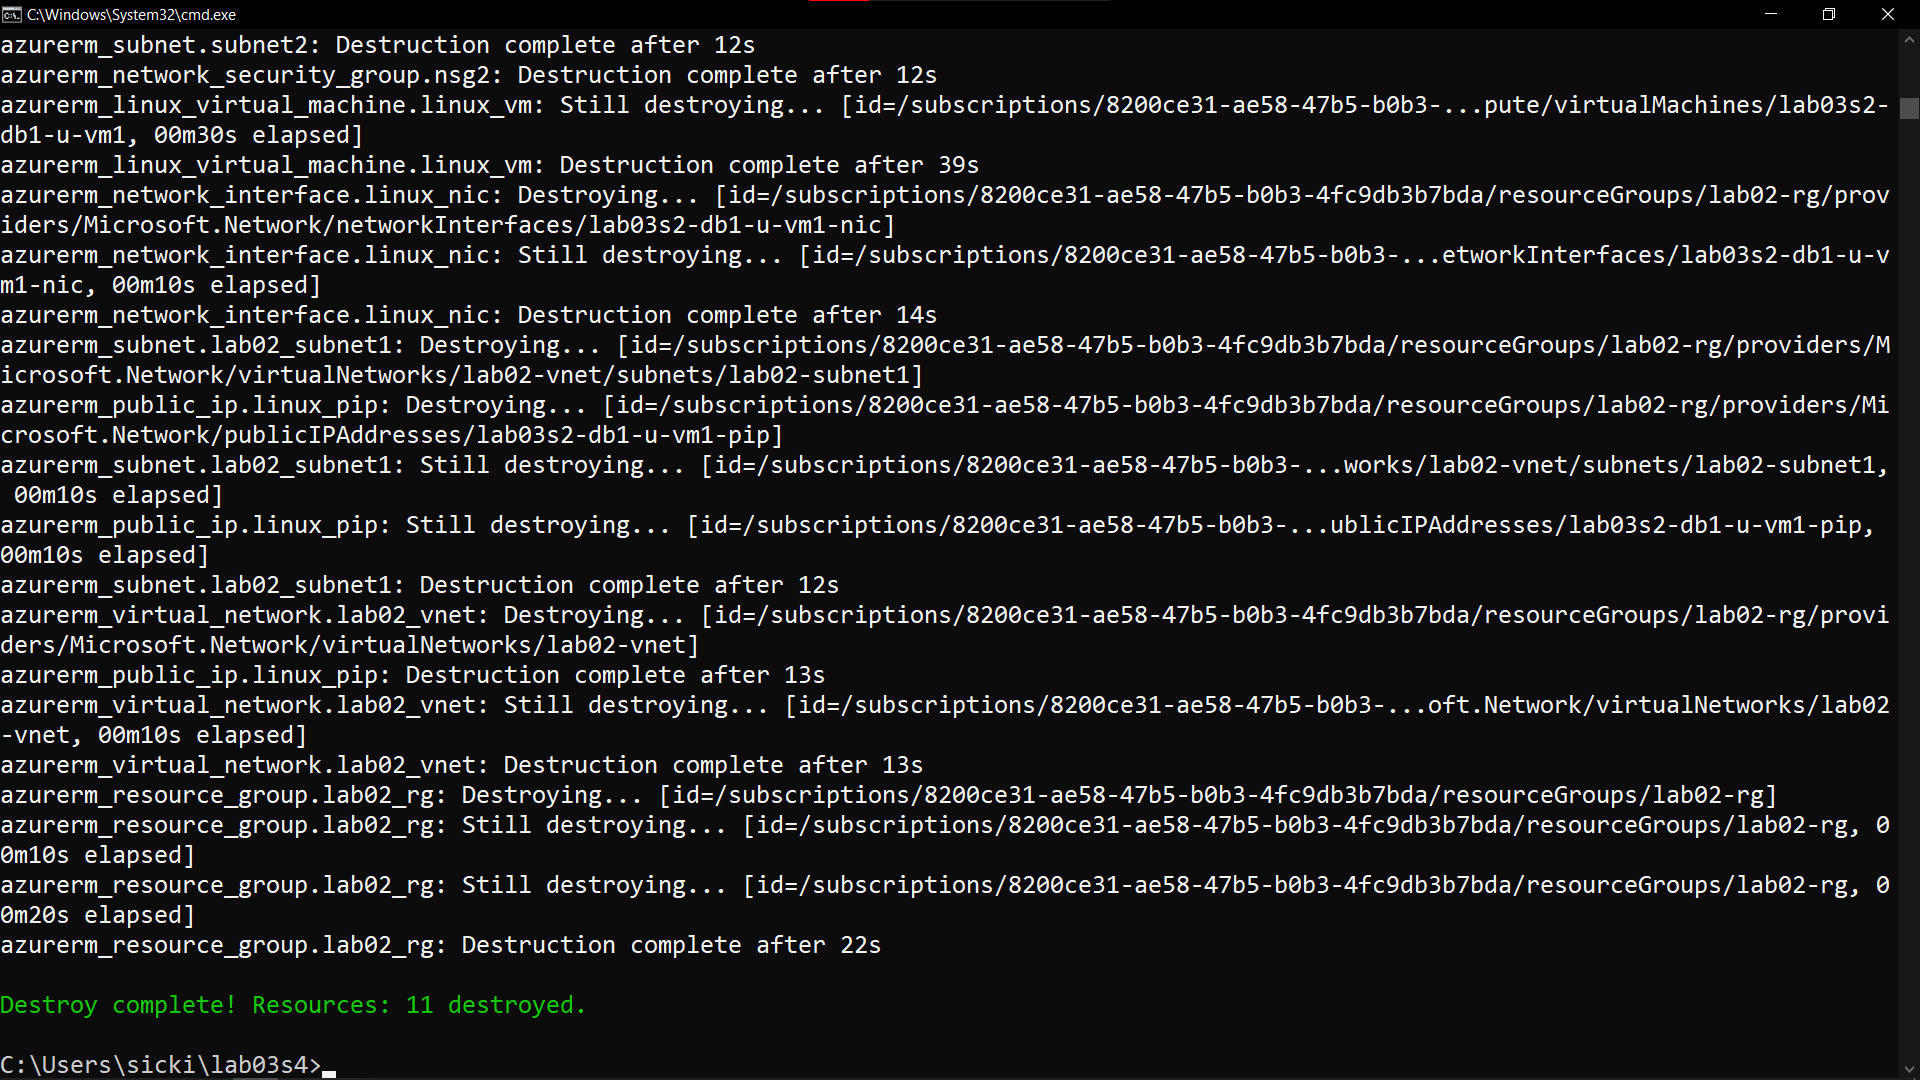 C:\Windows\System32\cmd.exe
azurerm_subnet.subnet2: Destruction complete after 12s
azurerm_network_security_group.nsg2: Destruction complete after 12s
azurerm_linux_virtual_machine.linux_vm: Still destroying... [id=/subscriptions/8200ce31-ae58-47b5-b0b3-...pute/virtualMachines/lab03s2-
db1-u-vm1, 00m30s elapsed]
azurerm_linux_virtual_machine.linux_vm: Destruction complete after 39s
azurerm_network_interface.linux_nic: Destroying... [id=/subscriptions/8200ce31-ae58-47b5-b0b3-4fc9db3b7bda/resourceGroups/lab02-rg/prov
iders/Microsoft.Network/networkInterfaces/lab03s2-db1-u-vm1-nic]
azurerm_network_interface.linux_nic: Still destroying... [id=/subscriptions/8200ce31-ae58-47b5-b0b3-...etworkInterfaces/lab03s2-db1-u-v
m1-nic, 00m10s elapsed]
azurerm_network_interface.linux_nic: Destruction complete after 14s
azurerm_subnet.lab02_subnet1: Destroying... [id=/subscriptions/8200ce31-ae58-47b5-b0b3-4fc9db3b7bda/resourceGroups/lab02-rg/providers/M
icrosoft.Network/virtualNetworks/lab02-vnet/subnets/lab02-subnet1]
azurerm_public_ip.linux_pip: Destroying... [id=/subscriptions/8200ce31-ae58-47b5-b0b3-4fc9db3b7bda/resourceGroups/lab02-rg/providers/Mi
crosoft.Network/publicIPAddresses/lab03s2-db1-u-vm1-pip]
azurerm_subnet.lab02_subnet1: Still destroying... [id=/subscriptions/8200ce31-ae58-47b5-b0b3-...works/lab02-vnet/subnets/lab02-subnet1,
 00m10s elapsed]
azurerm_public_ip.linux_pip: Still destroying... [id=/subscriptions/8200ce31-ae58-47b5-b0b3-...ublicIPAddresses/lab03s2-db1-u-vm1-pip,
00m10s elapsed]
azurerm_subnet.lab02_subnet1: Destruction complete after 12s
azurerm_virtual_network.lab02_vnet: Destroying... [id=/subscriptions/8200ce31-ae58-47b5-b0b3-4fc9db3b7bda/resourceGroups/lab02-rg/provi
ders/Microsoft.Network/virtualNetworks/lab02-vnet]
azurerm_public_ip.linux_pip: Destruction complete after 13s
azurerm_virtual_network.lab02_vnet: Still destroying... [id=/subscriptions/8200ce31-ae58-47b5-b0b3-...oft.Network/virtualNetworks/lab02
-vnet, 00m10s elapsed]
azurerm_virtual_network.lab02_vnet: Destruction complete after 13s
azurerm_resource_group.lab02_rg: Destroying... [id=/subscriptions/8200ce31-ae58-47b5-b0b3-4fc9db3b7bda/resourceGroups/lab02-rg]
azurerm_resource_group.lab02_rg: Still destroying... [id=/subscriptions/8200ce31-ae58-47b5-b0b3-4fc9db3b7bda/resourceGroups/lab02-rg, 0
0m10s elapsed]
azurerm_resource_group.lab02_rg: Still destroying... [id=/subscriptions/8200ce31-ae58-47b5-b0b3-4fc9db3b7bda/resourceGroups/lab02-rg, 0
0m20s elapsed]
azurerm_resource_group.lab02_rg: Destruction complete after 22s
Destroy complete! Resources: 11 destroyed.
C:\Users\sicki\lab03s4>